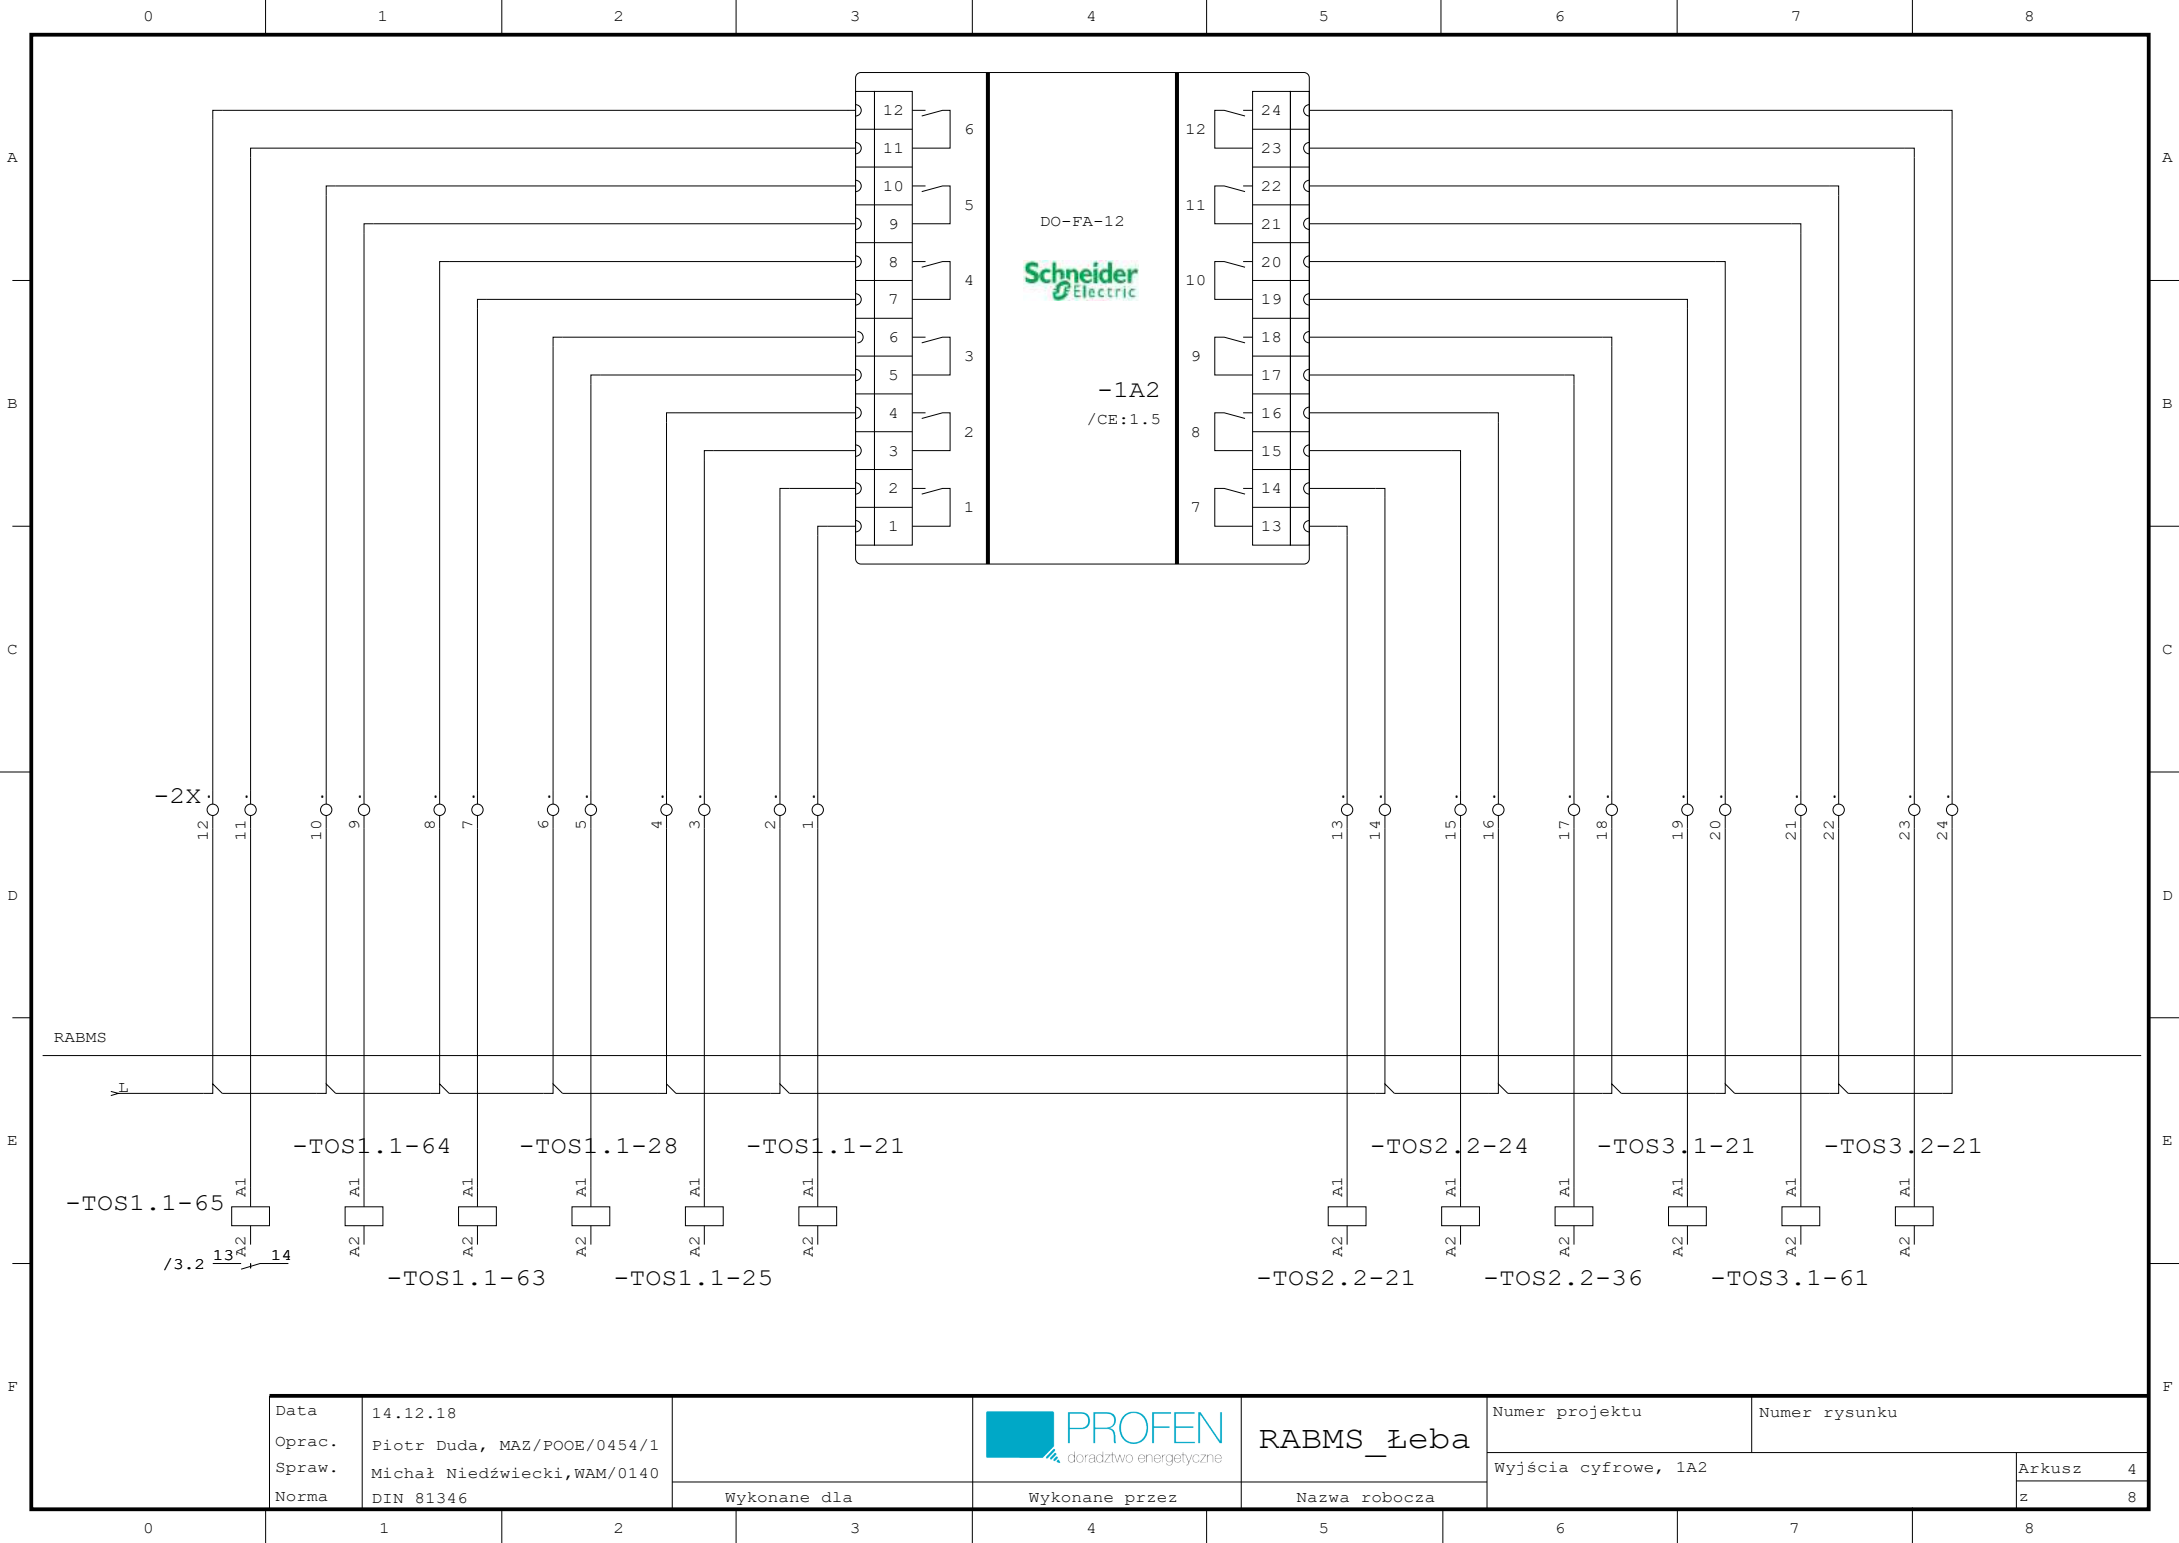 0 1 2 3 4 5 6 7 8
12 24
6 12
A 11 23 A
10 22
5 11
9 DO-FA-12 21
8 20
Schneider
4 10
Electric
7 19
6 18
3 9
5 17
-1A2
B 4 /CE:1.5 16 B
2 8
3 15
2 14
1 7
1 13
C C
-2X
12 11 10 9 8 7 6 5 4 3 2 1 13 14 15 16 17 18 19 20 21 22 23 24
D D
RABMS
L
E E
-TOS1.1-64 -TOS1.1-28 -TOS1.1-21 -TOS2.2-24 -TOS3.1-21 -TOS3.2-21
A1 A1 A1 A1 A1 A1 A1 A1 A1 A1 A1 A1
-TOS1.1-65
A2 A2 A2 A2 A2 A2 A2 A2 A2 A2 A2 A2
/3.2 13 14
-TOS1.1-63 -TOS1.1-25 -TOS2.2-21 -TOS2.2-36 -TOS3.1-61
F F
Data 14.12.18
Oprac. Piotr Duda, MAZ/POOE/0454/1
Spraw. Michał Niedźwiecki,WAM/0140
Norma DIN 81346
Wykonane dla
PROFEN
doradztwo energetyczne
Wykonane przez
RABMS_Łeba
Nazwa robocza
Numer projektu
Numer rysunku
Wyjścia cyfrowe, 1A2
Arkusz 4
z 8
0 1 2 3 4 5 6 7 8